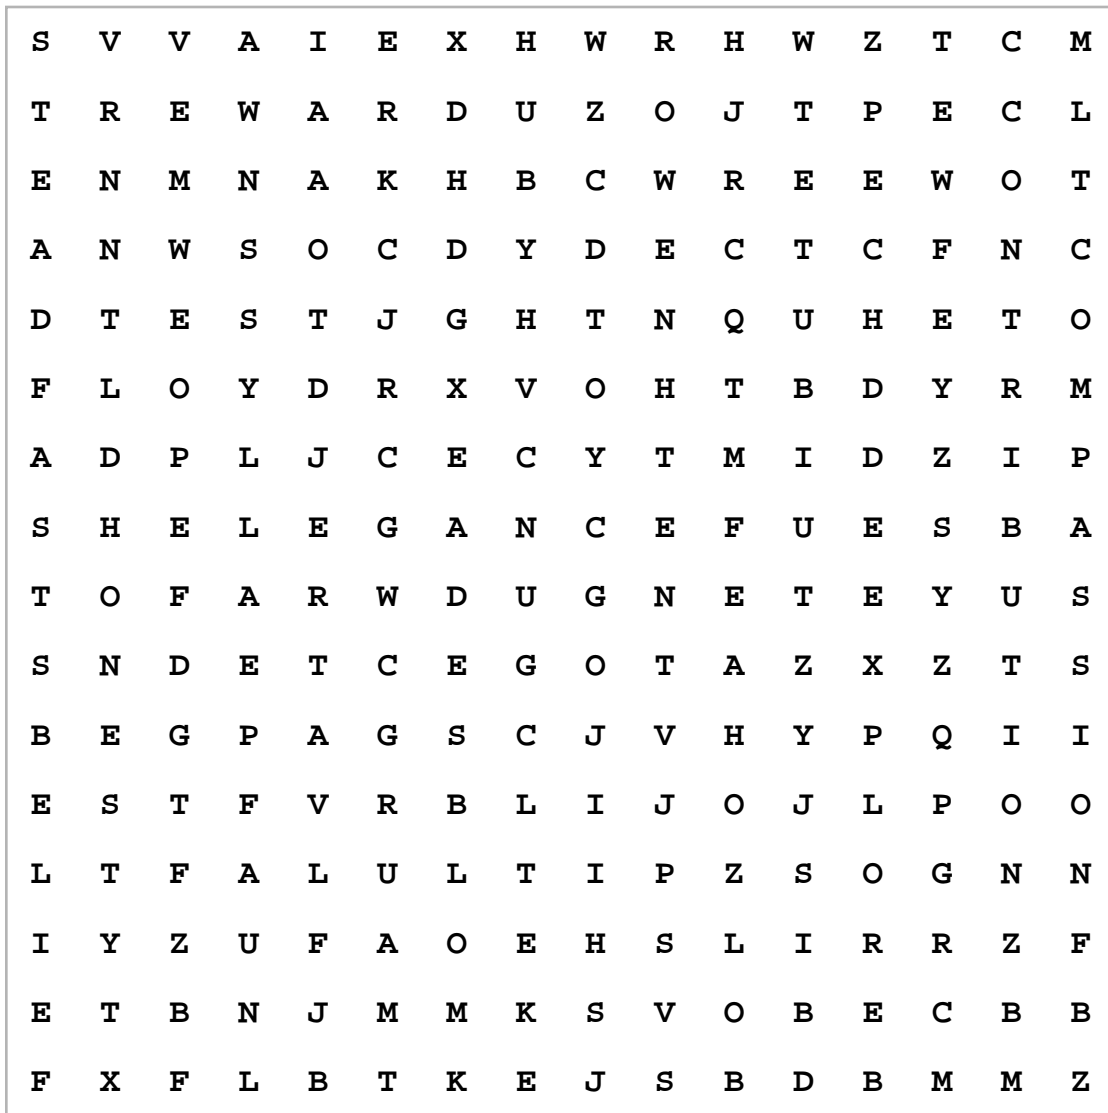 S V V A I E X H W R H W Z T C M
T R E W A R D U Z O J T P E C L
E N M N A K H B C W R E E W O T
A N W S O C D Y D E C T C F N C
D T E S T J G H T N Q U H E T O
F L O Y D R X V O H T B D Y R M
A D P L J C E C Y T M I D Z I P
S H E L E G A N C E F U E S B A
T O F A R W D U G N E T E Y U S
S N D E T C E G O T A Z X Z T S
B E G P A G S C J V H Y P Q I I
E S T F V R B L I J O J L P O O
L T F A L U L T I P Z S O G N N
I Y Z U F A O E H S L I R R Z F
E T B N J M M K S V O B E C B B
F X F L B T K E J S B D B M M Z